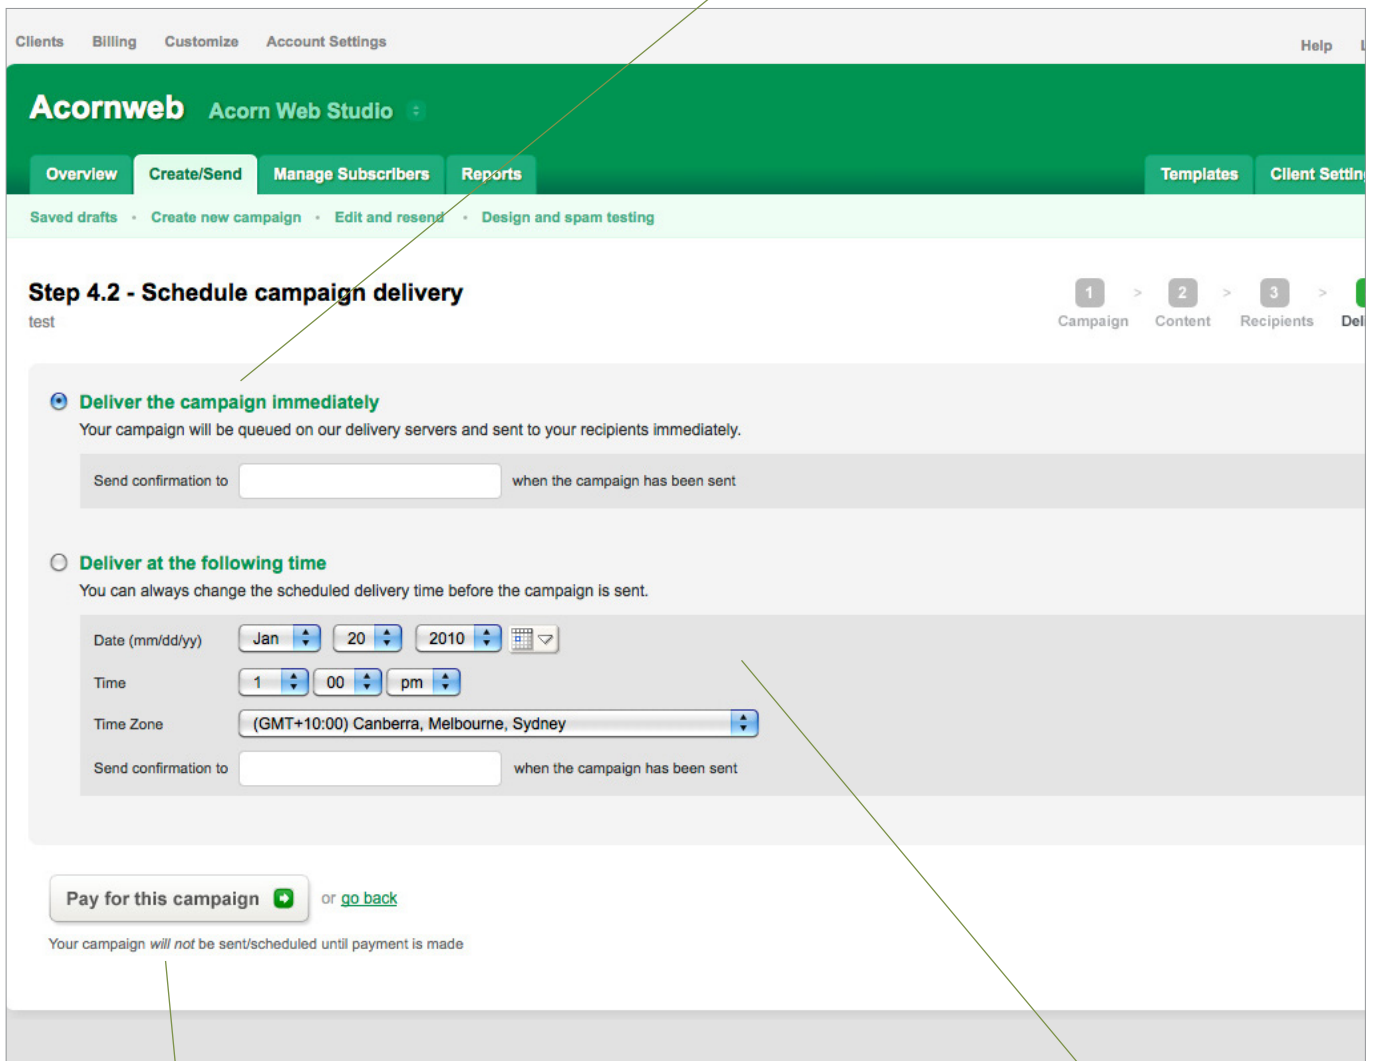 Clients Billing Customize Account Settings Help
Acornweb Acorn Web Studio
Overview Create/Send Manage Subscribers Reports Templates Client
Saved drafts • Create new campaign • Edit and resend • Design and spam testing
Step 4.2 - Schedule campaign delivery
test
1 > 2 > 3 >
Campaign Content Recipients
Deliver the campaign immediately
Your campaign will be queued on our delivery servers and sent to your recipients immediately.
Send confirmation to when the campaign has been sent
Deliver at the following time
You can always change the scheduled delivery time before the campaign is sent.
Date (mm/dd/yy) Jan 20 2010
Time 1 00 pm
Time Zone (GMT+10:00) Canberra, Melbourne, Sydney
Send confirmation to when the campaign has been sent
Pay for this campaign or go back
Your campaign will not be sent/scheduled until payment is made